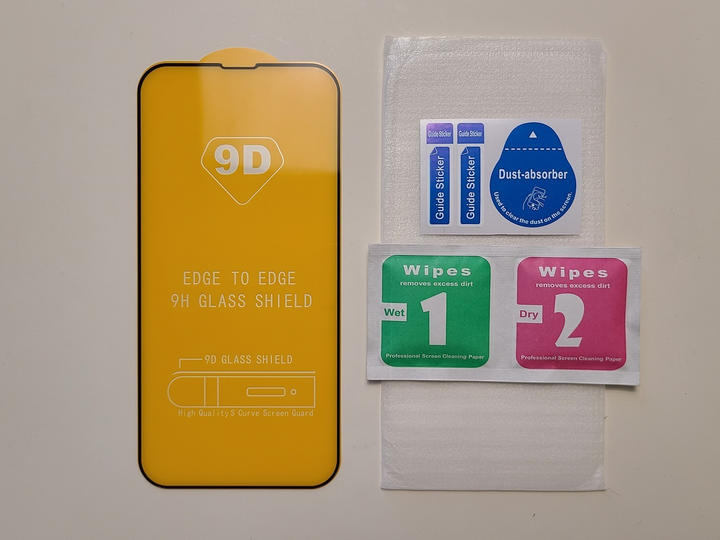 9D
EDGE TO EDGE
9H GLASS SHIELD
9D GLASS SHIELD
High Quality S Curve Screen Guard
Guide Sticker
Guide Sticker
Guide Sticker
Guide Sticker
Dust-absorber
Used to clear the dust on the screen.
Wipes
removes excess dirt
Wet
1
Professional Screen Cleaning Paper
Wipes
removes excess dirt
Dry
2
Professional Screen Cleaning Paper